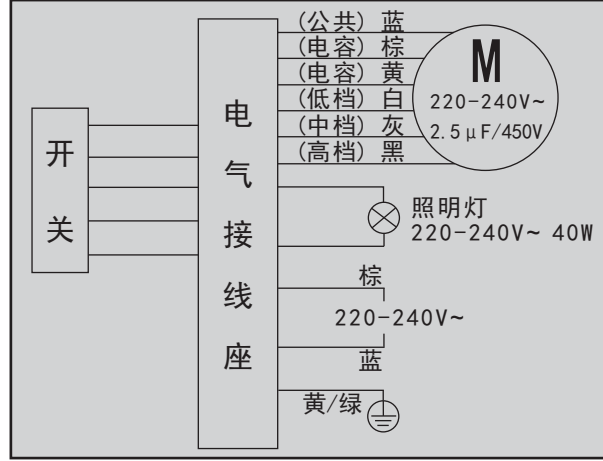 (公共) 蓝
(电容) 棕
(电容) 黄
(低档) 白
(中档) 灰
(高档) 黑
M
220-240V~
2.5μF/450V
开关
电气接线座
照明灯
220-240V~ 40W
棕
220-240V~
蓝
黄/绿